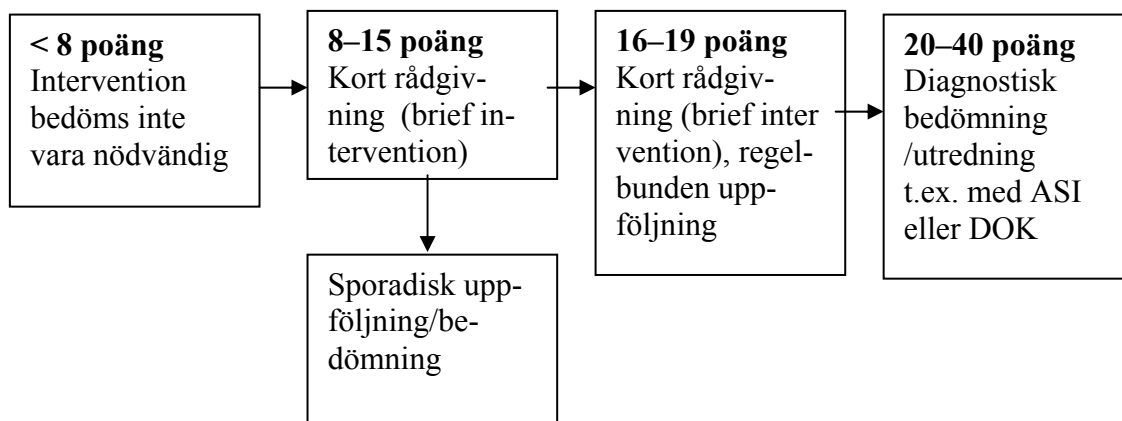 < 8 poäng
Intervention
bedöms inte
vara nödvändig
8–15 poäng
Kort rådgiv-
ning (brief in-
tervention)
16–19 poäng
Kort rådgiv-
ning (brief inter
vention), regel-
bunden upp-
följning
20–40 poäng
Diagnostisk
bedömning
/utredning
t.ex. med ASI
eller DOK
Sporadisk upp-
följning/be-
dömning